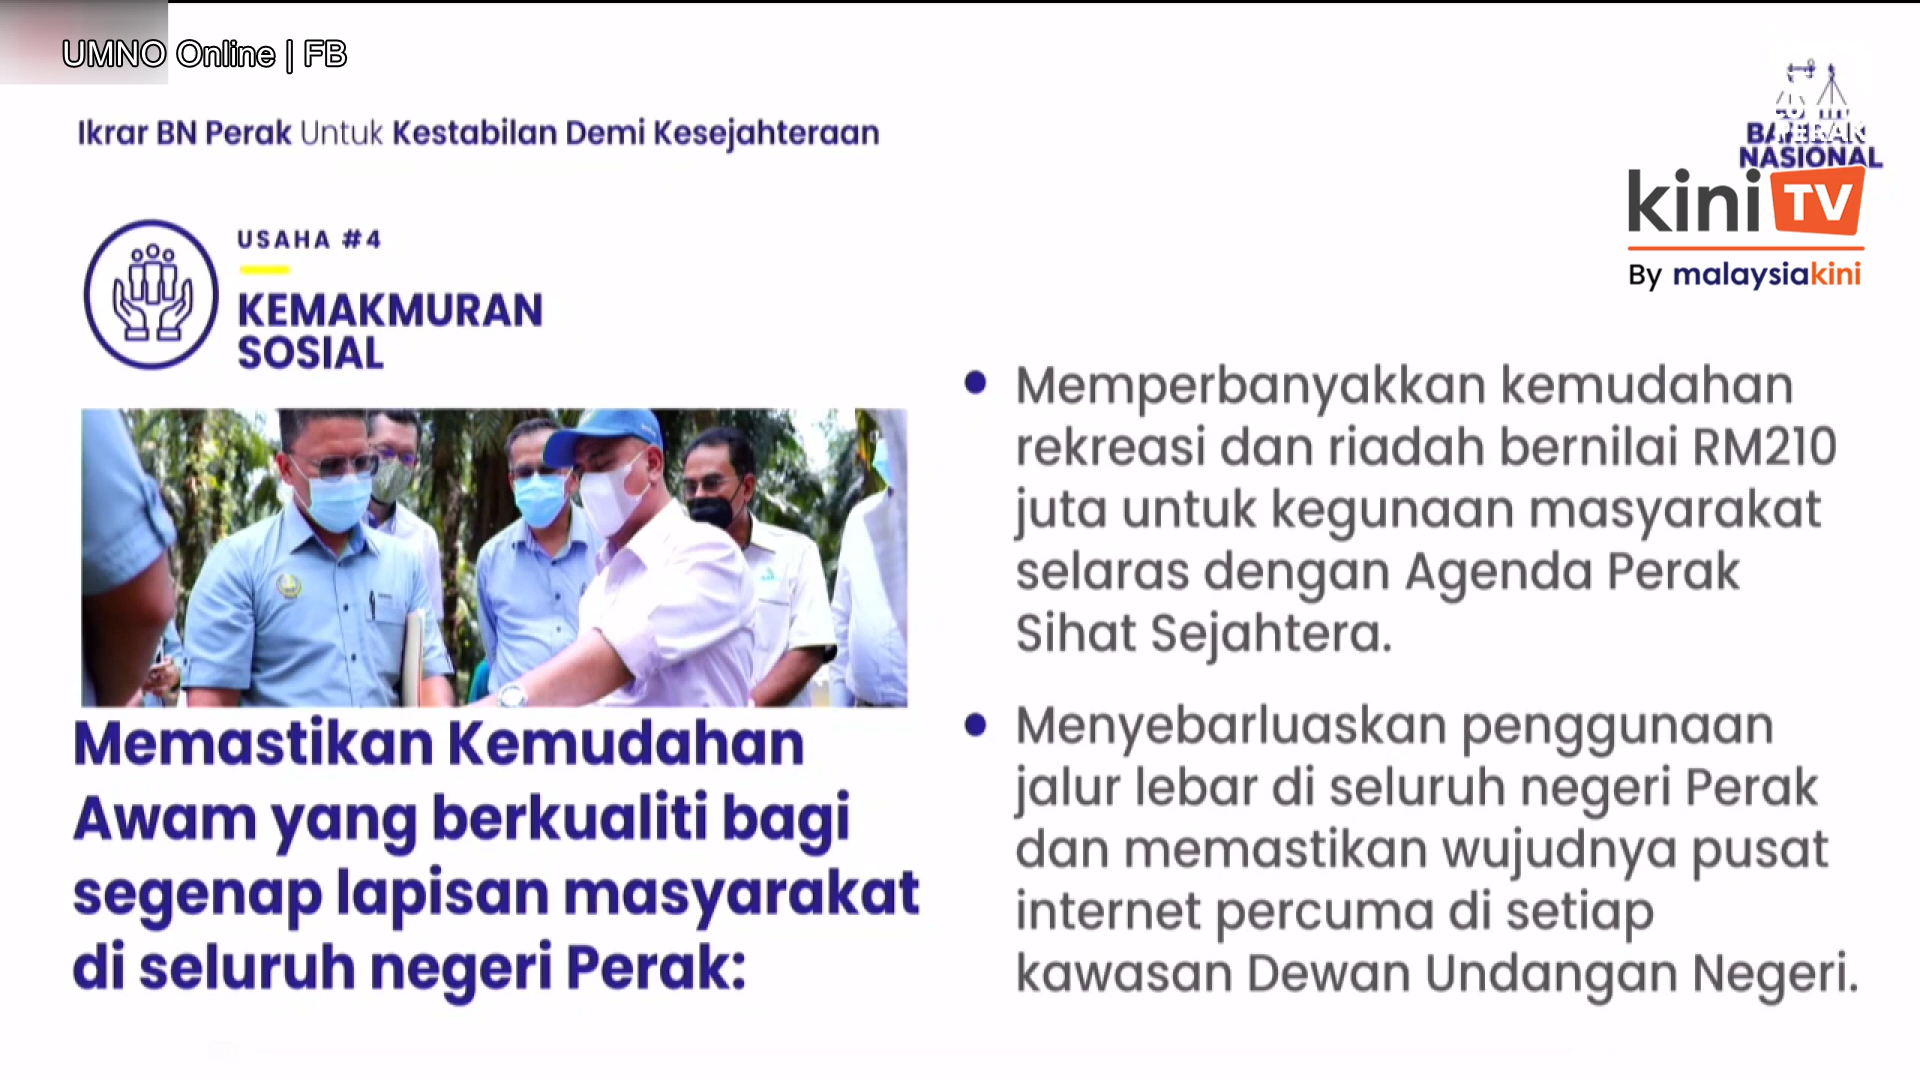 UMNO Online | FB
Ikrar BN Perak Untuk Kestabilan Demi Kesejahteraan
NASIONAL
kini TV
By malaysiakini
USAHA #4
KEMAKMURAN
SOSIAL
Memastikan Kemudahan
Awam yang berkualiti bagi
segenap lapisan masyarakat
di seluruh negeri Perak:
• Memperbanyakkan kemudahan
rekreasi dan riadah bernilai RM210
juta untuk kegunaan masyarakat
selaras dengan Agenda Perak
Sihat Sejahtera.
• Menyebarluaskan penggunaan
jalur lebar di seluruh negeri Perak
dan memastikan wujudnya pusat
internet percuma di setiap
kawasan Dewan Undangan Negeri.